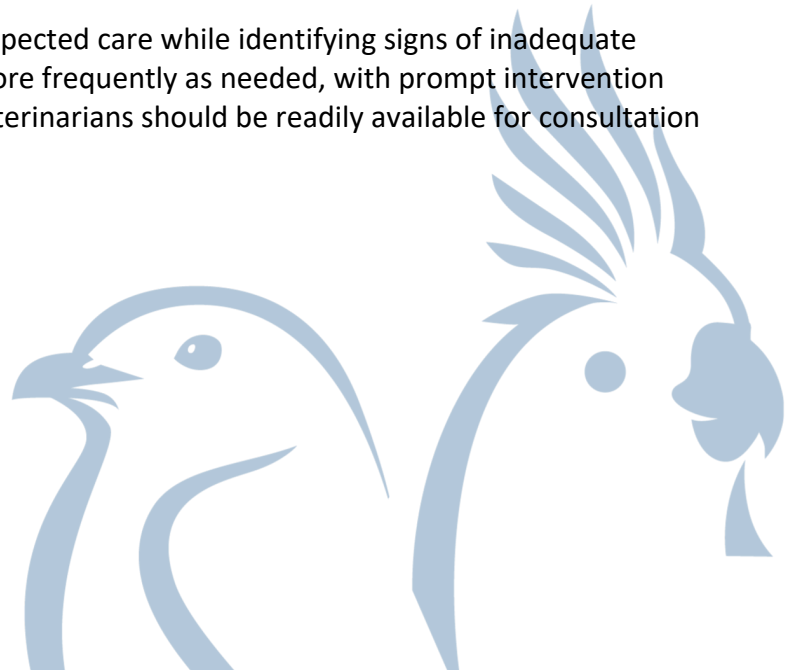 pected care while identifying signs of inadequate
ore frequently as needed, with prompt intervention
terinarians should be readily available for consultation